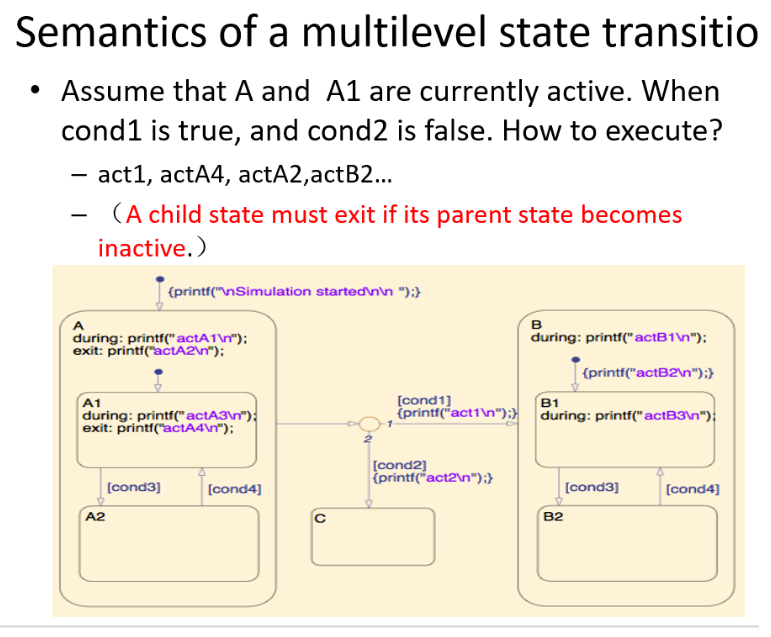 Semantics of a multilevel state transitio
• Assume that A and A1 are currently active. When
cond1 is true, and cond2 is false. How to execute?
– act1, actA4, actA2,actB2...
– （A child state must exit if its parent state becomes
inactive.）
{printf("\nSimulation started\n\n ");}
A
during: printf("actA1\n");
exit: printf("actA2\n");
A1
during: printf("actA3\n");
exit: printf("actA4\n");
[cond3]
[cond4]
A2
[cond1]
{printf("act1\n");}
1
2
[cond2]
{printf("act2\n");}
C
B
during: printf("actB1\n");
{printf("actB2\n");}
B1
during: printf("actB3\n");
[cond3]
[cond4]
B2